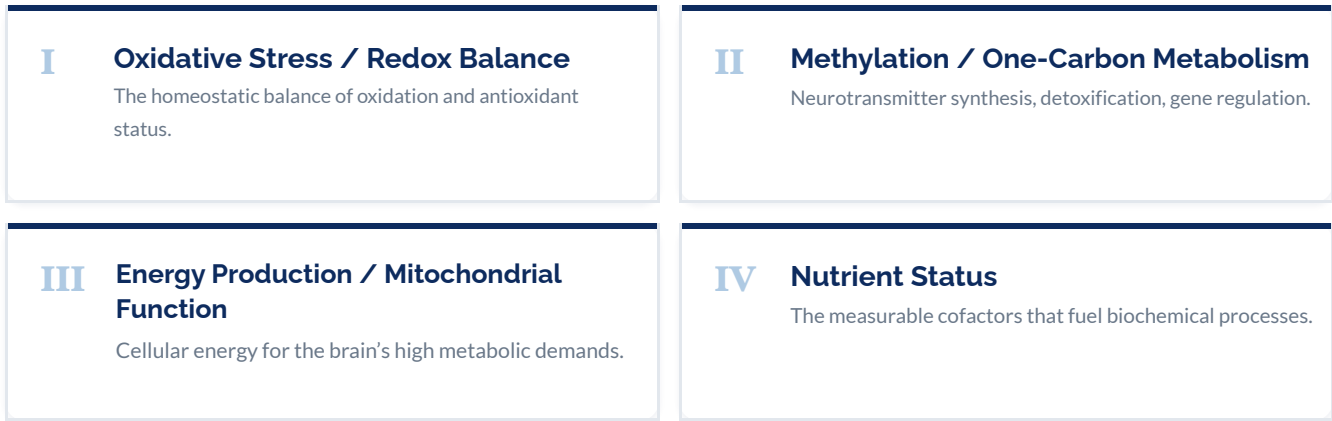 I
Oxidative Stress / Redox Balance
The homeostatic balance of oxidation and antioxidant
status.
II
Methylation / One-Carbon Metabolism
Neurotransmitter synthesis, detoxification, gene regulation.
III
Energy Production / Mitochondrial
Function
Cellular energy for the brain’s high metabolic demands.
IV
Nutrient Status
The measurable cofactors that fuel biochemical processes.